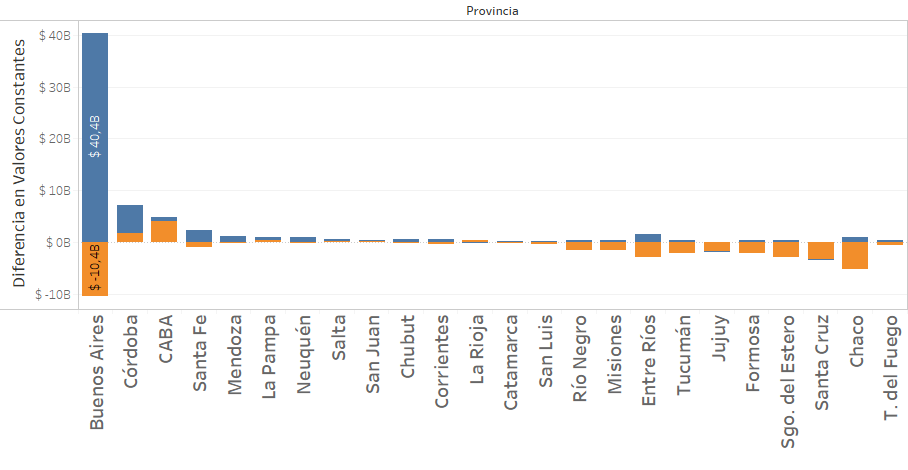 Provincia
Diferencia en Valores Constantes
$ 40B
$ 30B
$ 20B
$ 10B
$ 0B
$ -10B
$ 40,4B
$ -10,4B
Buenos Aires
Córdoba
CABA
Santa Fe
Mendoza
La Pampa
Neuquén
Salta
San Juan
Chubut
Corrientes
La Rioja
Catamarca
San Luis
Río Negro
Misiones
Entre Ríos
Tucumán
Jujuy
Formosa
Sgo. del Estero
Santa Cruz
Chaco
T. del Fuego